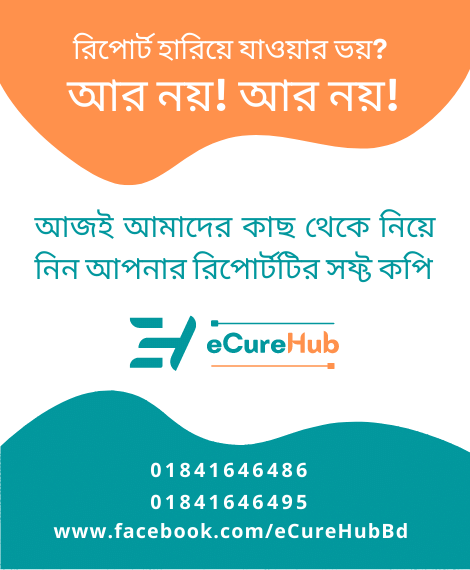 রিপোর্ট হারিয়ে যাওয়ার ভয়?
আর নয়! আর নয়!
আজই আমাদের কাছ থেকে নিয়ে
নিন আপনার রিপোর্টটির সফ্ট কপি
eCureHub
01841646486
01841646495
www.facebook.com/eCureHubBd